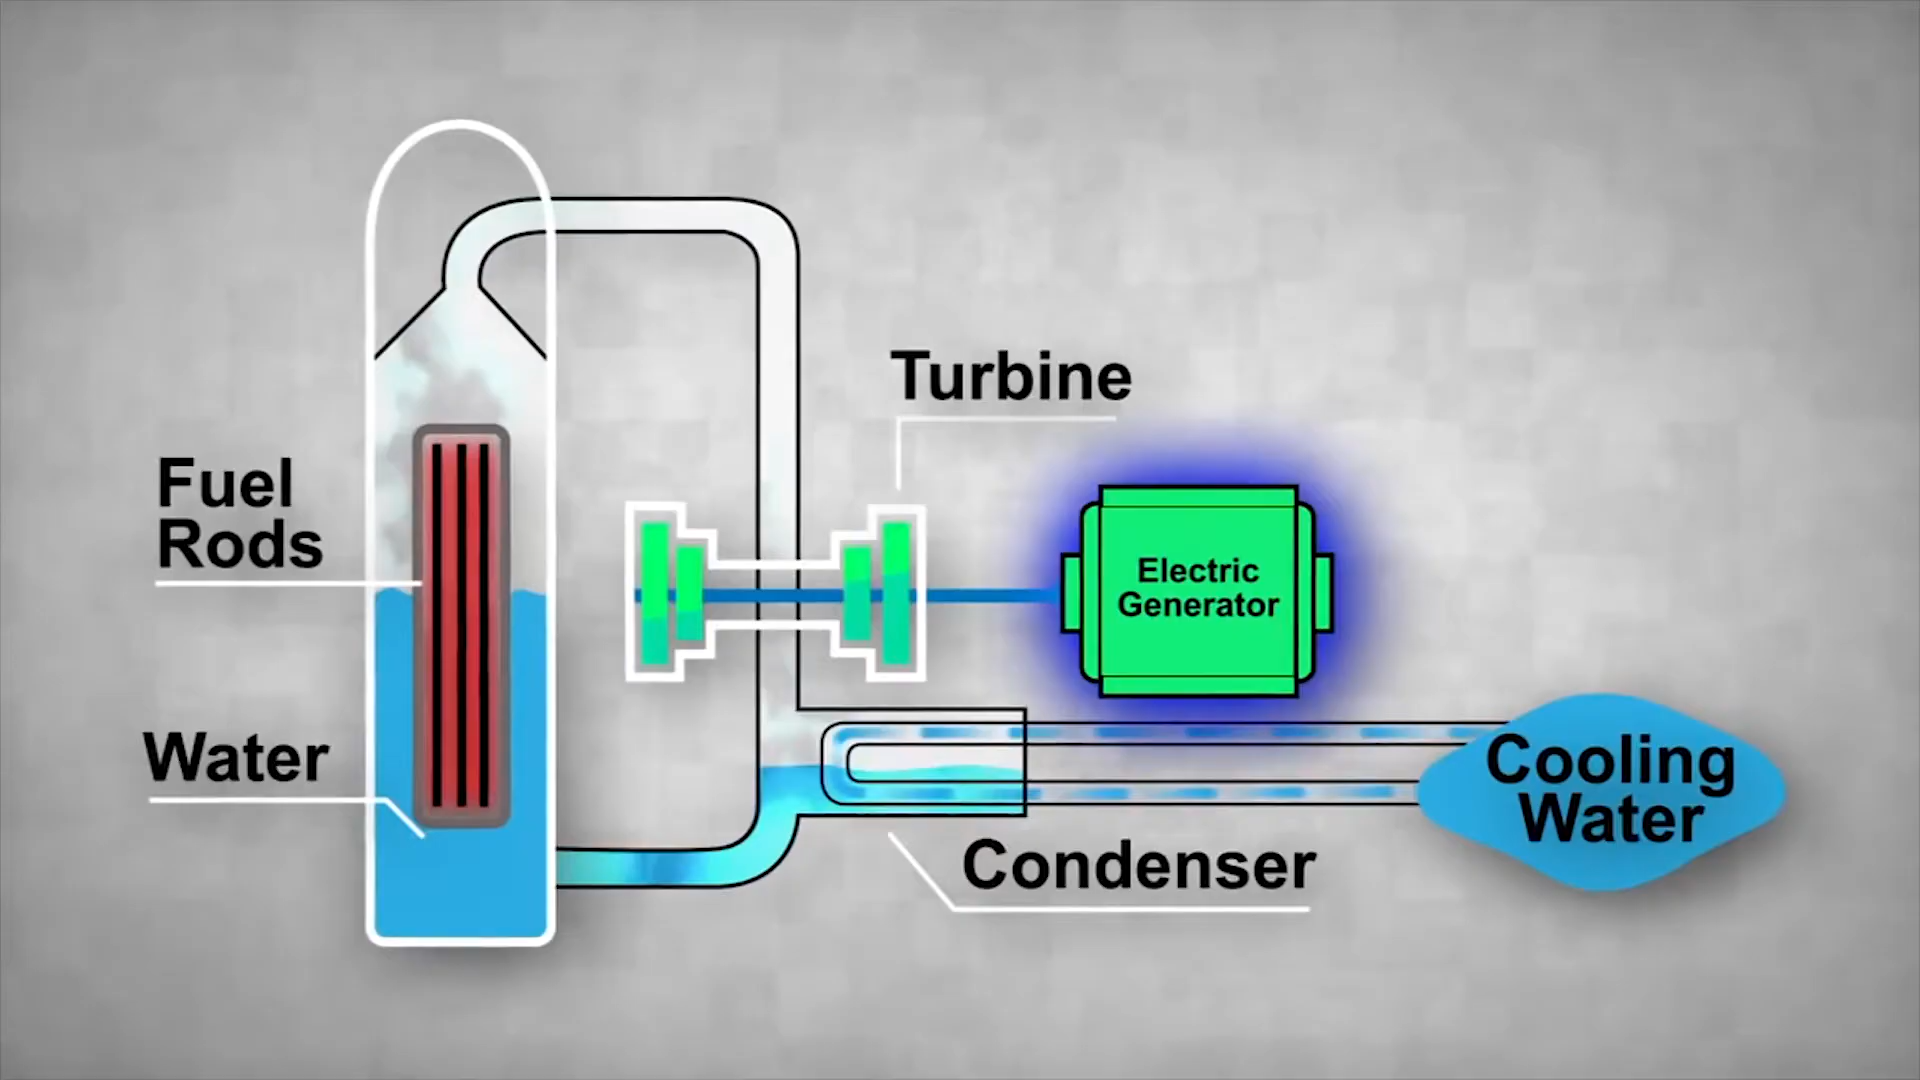 Turbine
Fuel
Rods
Electric
Generator
Water
Cooling
Water
Condenser